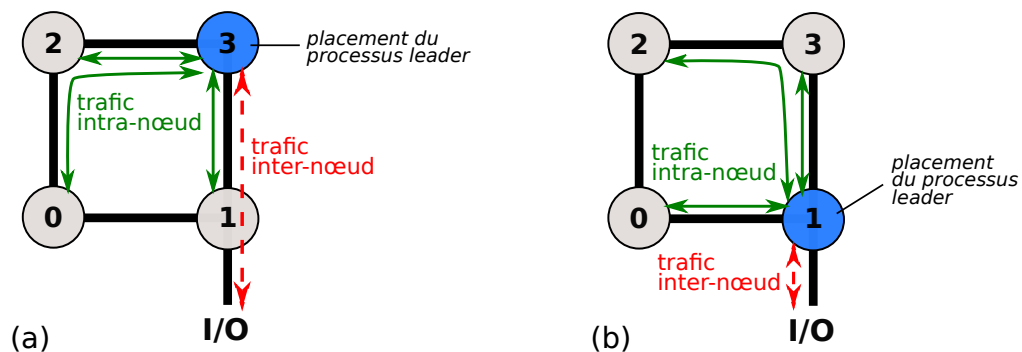 2
3
placement du
processus leader
trafic
intra-nœud
trafic
inter-nœud
0
1
I/O
(a)
2
3
trafic
intra-nœud
placement
du processus
leader
0
1
trafic
inter-nœud
I/O
(b)